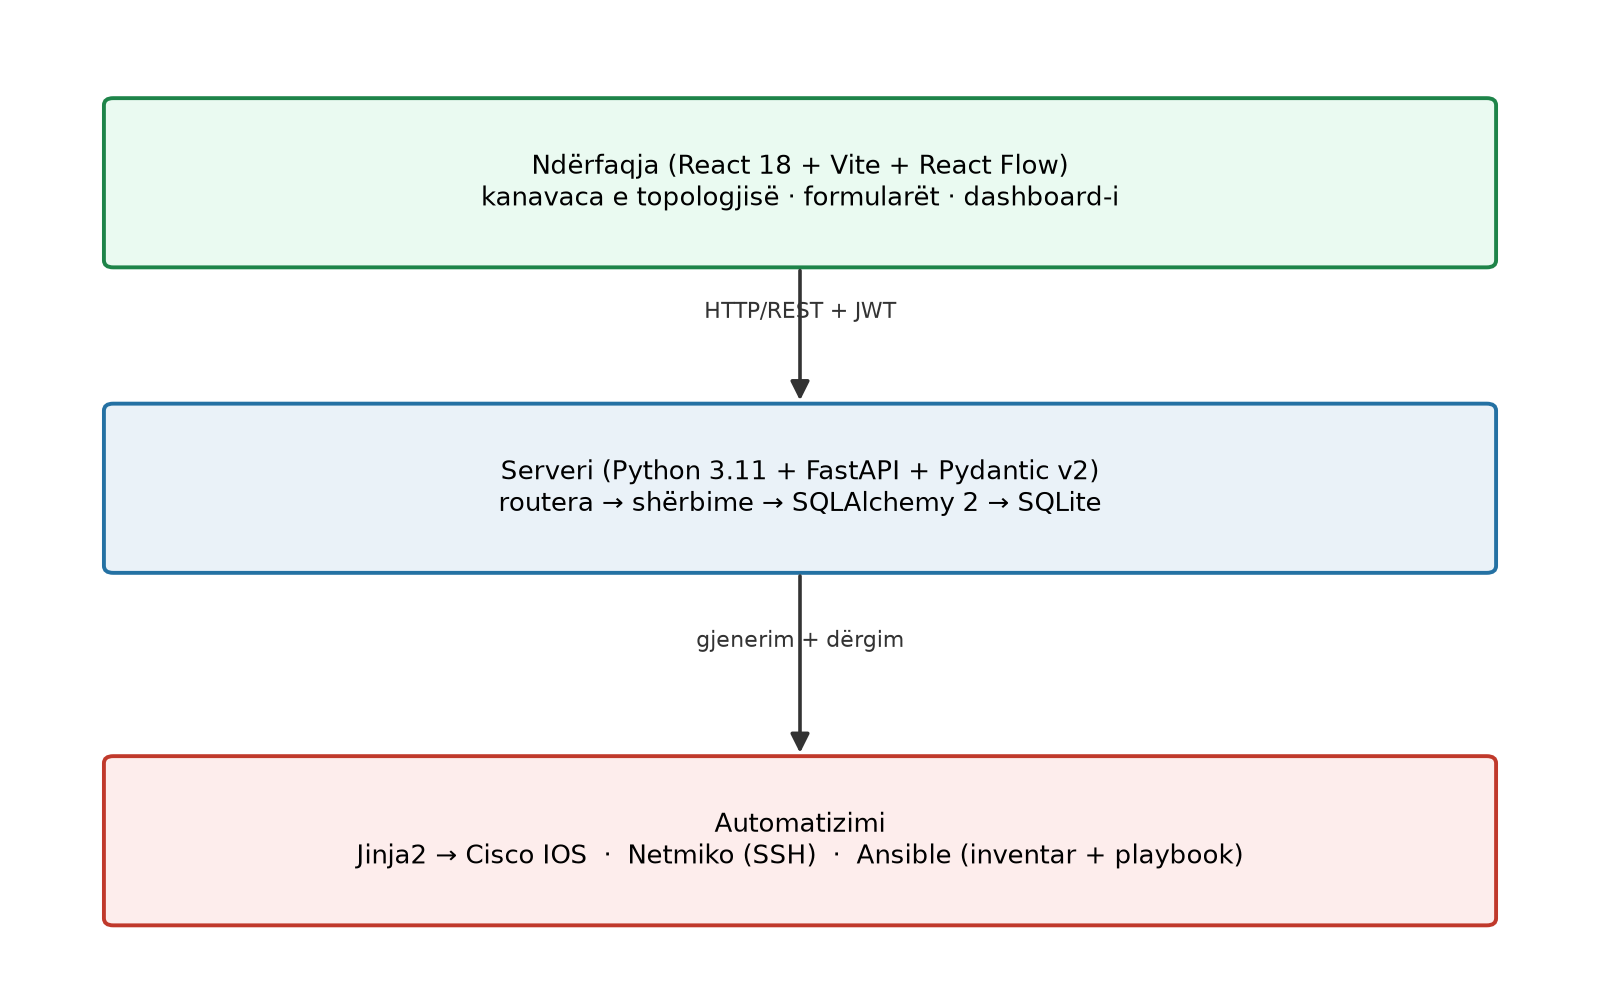 Ndërfaqja (React 18 + Vite + React Flow)
kanavaca e topologjisë · formularët · dashboard-i
HTTP/REST + JWT
Serveri (Python 3.11 + FastAPI + Pydantic v2)
routera → shërbime → SQLAlchemy 2 → SQLite
gjenerim + dërgim
Automatizimi
Jinja2 → Cisco IOS · Netmiko (SSH) · Ansible (inventar + playbook)